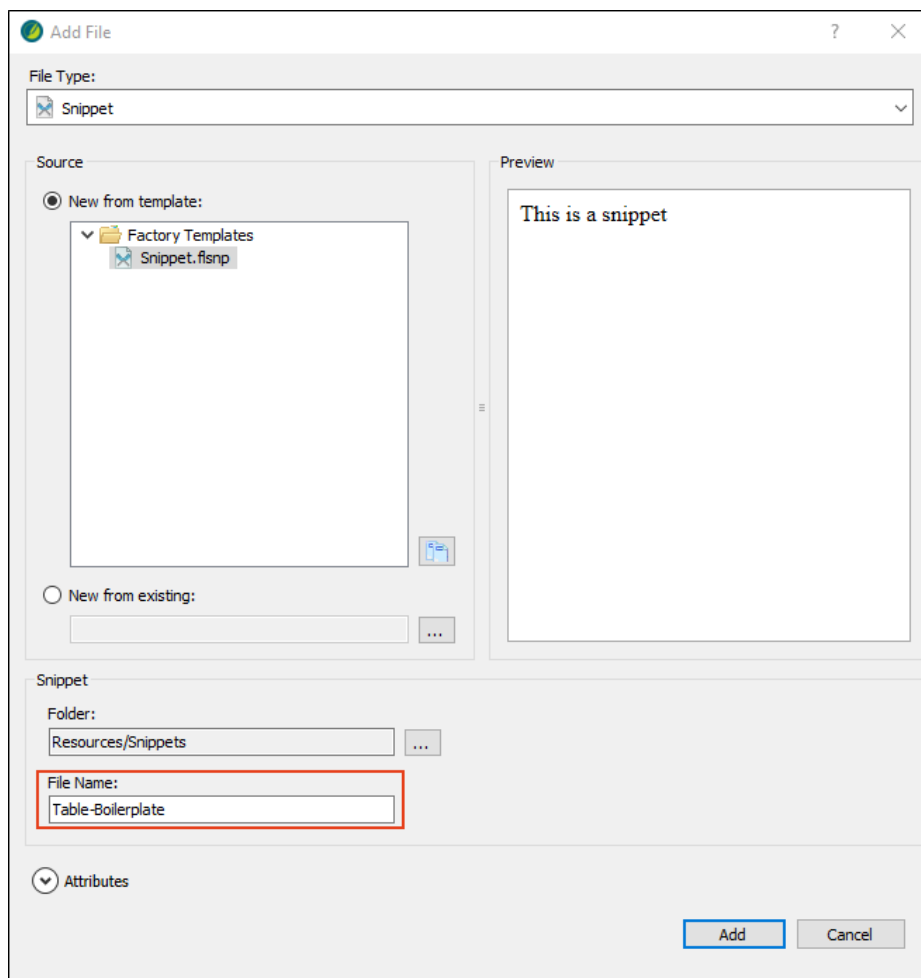 Add File
?
File Type:
Snippet
Source
New from template:
Factory Templates
Snippet.flsnp
New from existing:
...
Preview
This is a snippet
Snippet
Folder:
Resources/Snippets
...
File Name:
Table-Boilerplate
Attributes
Add
Cancel